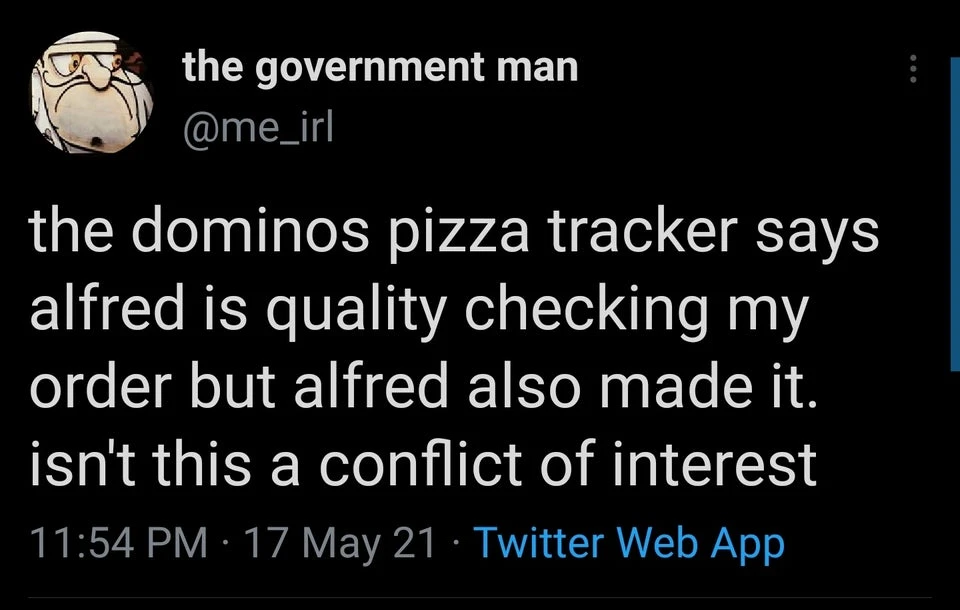 the government man
@me_irl
the dominos pizza tracker says
alfred is quality checking my
order but alfred also made it.
isn't this a conflict of interest
11:54 PM · 17 May 21 · Twitter Web App